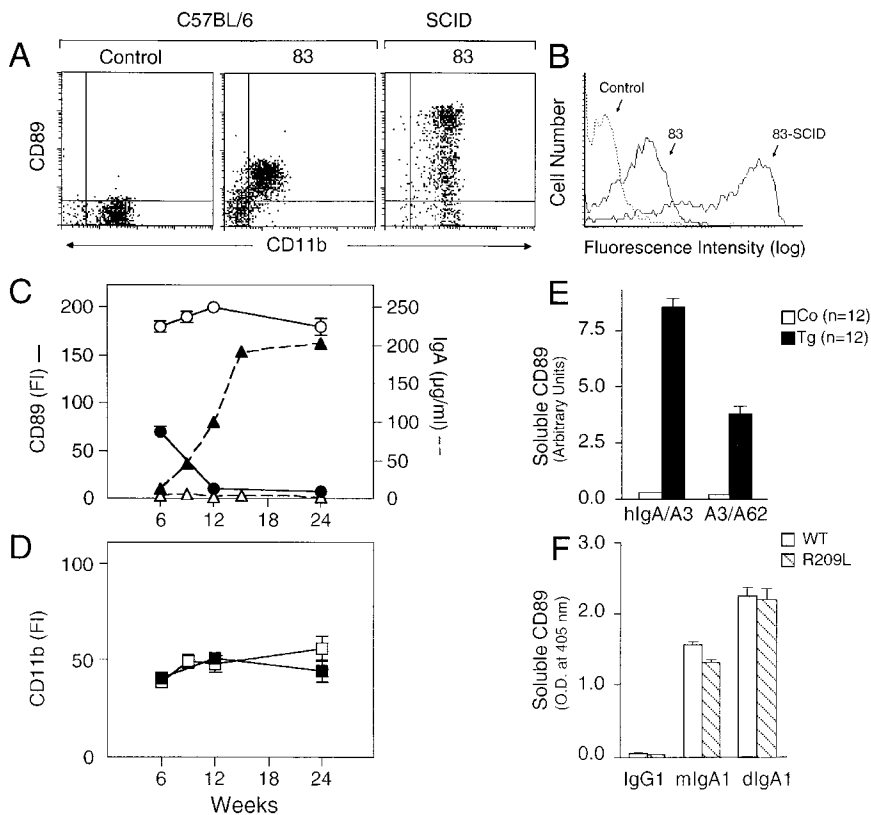 C57BL/6 SCID
A Control 83 83
CD89
CD11b
B
Control
83
83-SCID
Cell Number
Fluorescence Intensity (log)
C
CD89 (FI) —
200
150
100
50
0
IgA (µg/ml) --
250
200
150
100
50
0
6 12 18 24
D
CD11b (FI)
100
50
0
6 12 18 24
Weeks
E
Soluble CD89
(Arbitrary Units)
7.5
5.0
2.5
0.0
Co (n=12)
Tg (n=12)
hIgA/A3 A3/A62
F
Soluble CD89
(O.D. at 405 nm)
3.0
2.0
1.0
0.0
WT
R209L
IgG1 mIgA1 dIgA1